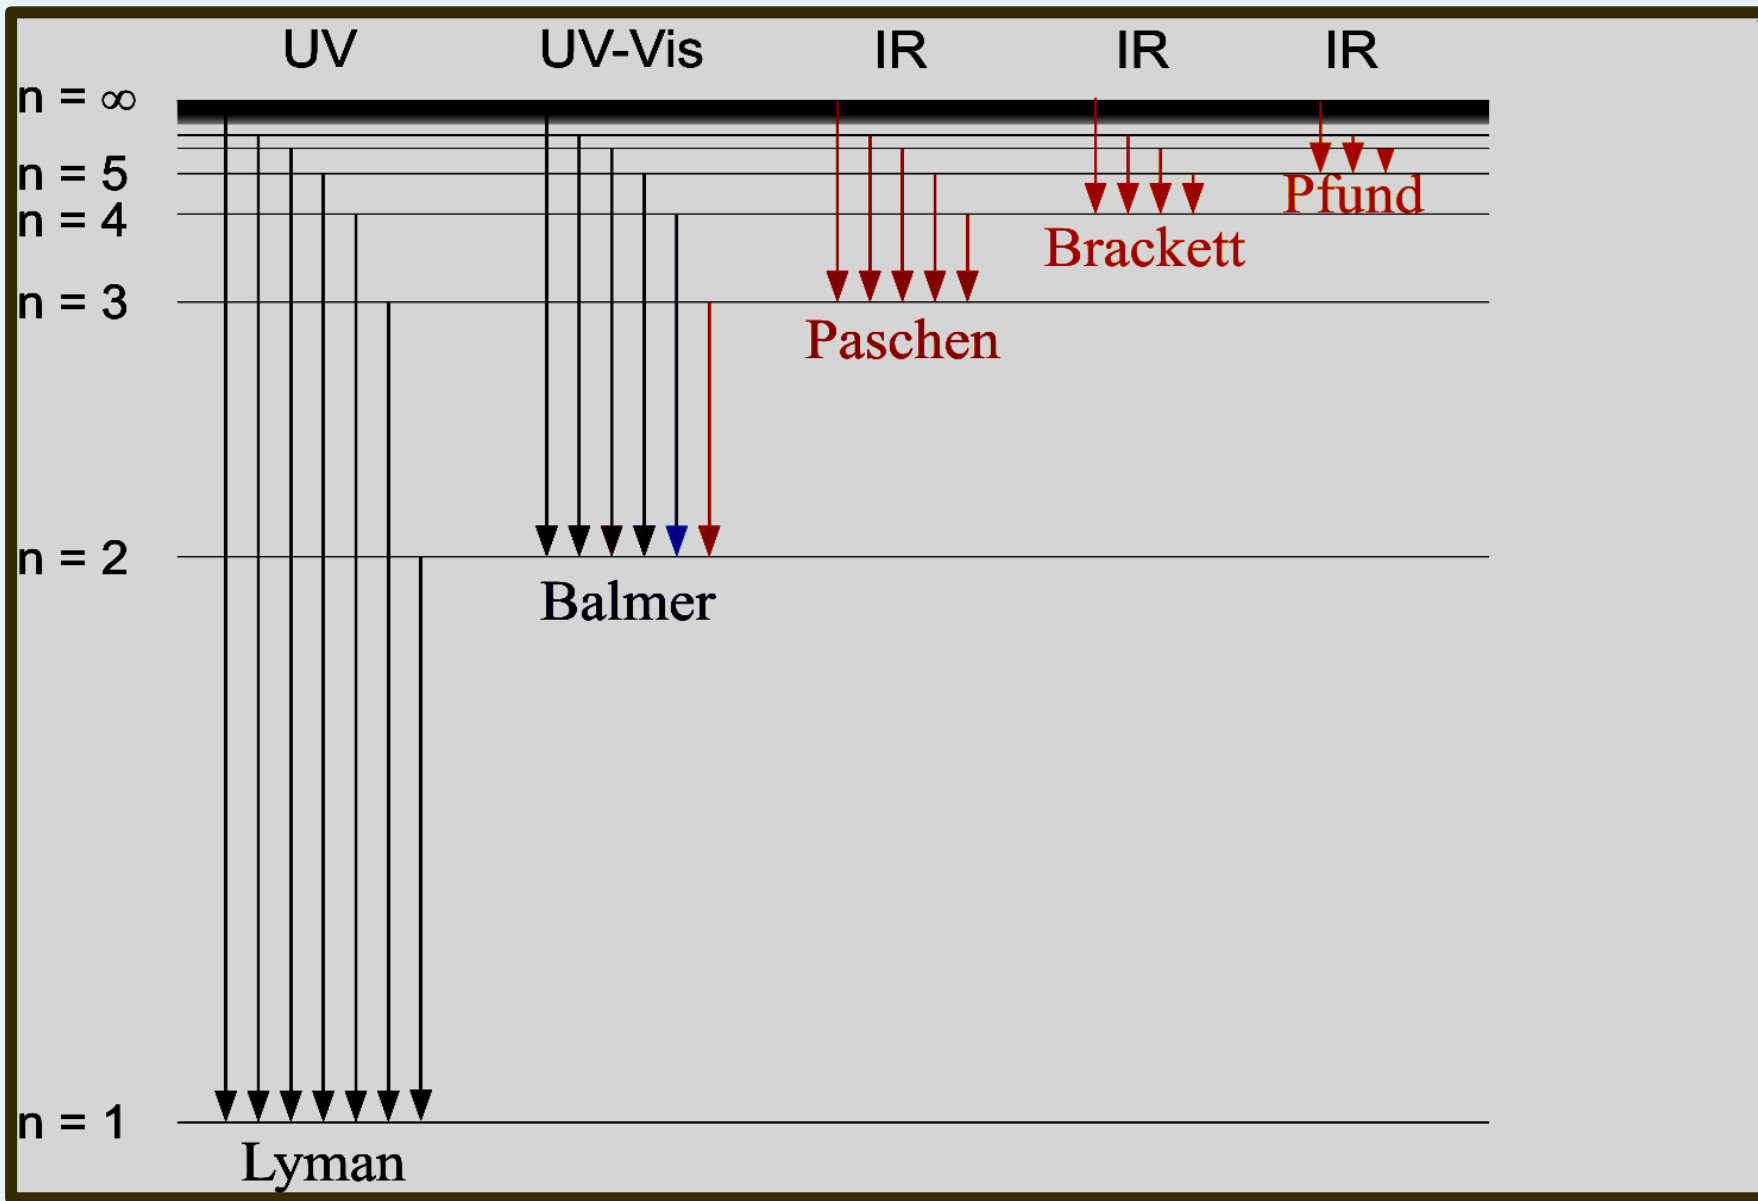 UV UV-Vis IR IR IR
n = ∞
n = 5
Pfund
n = 4
Brackett
n = 3
Paschen
n = 2
Balmer
n = 1
Lyman